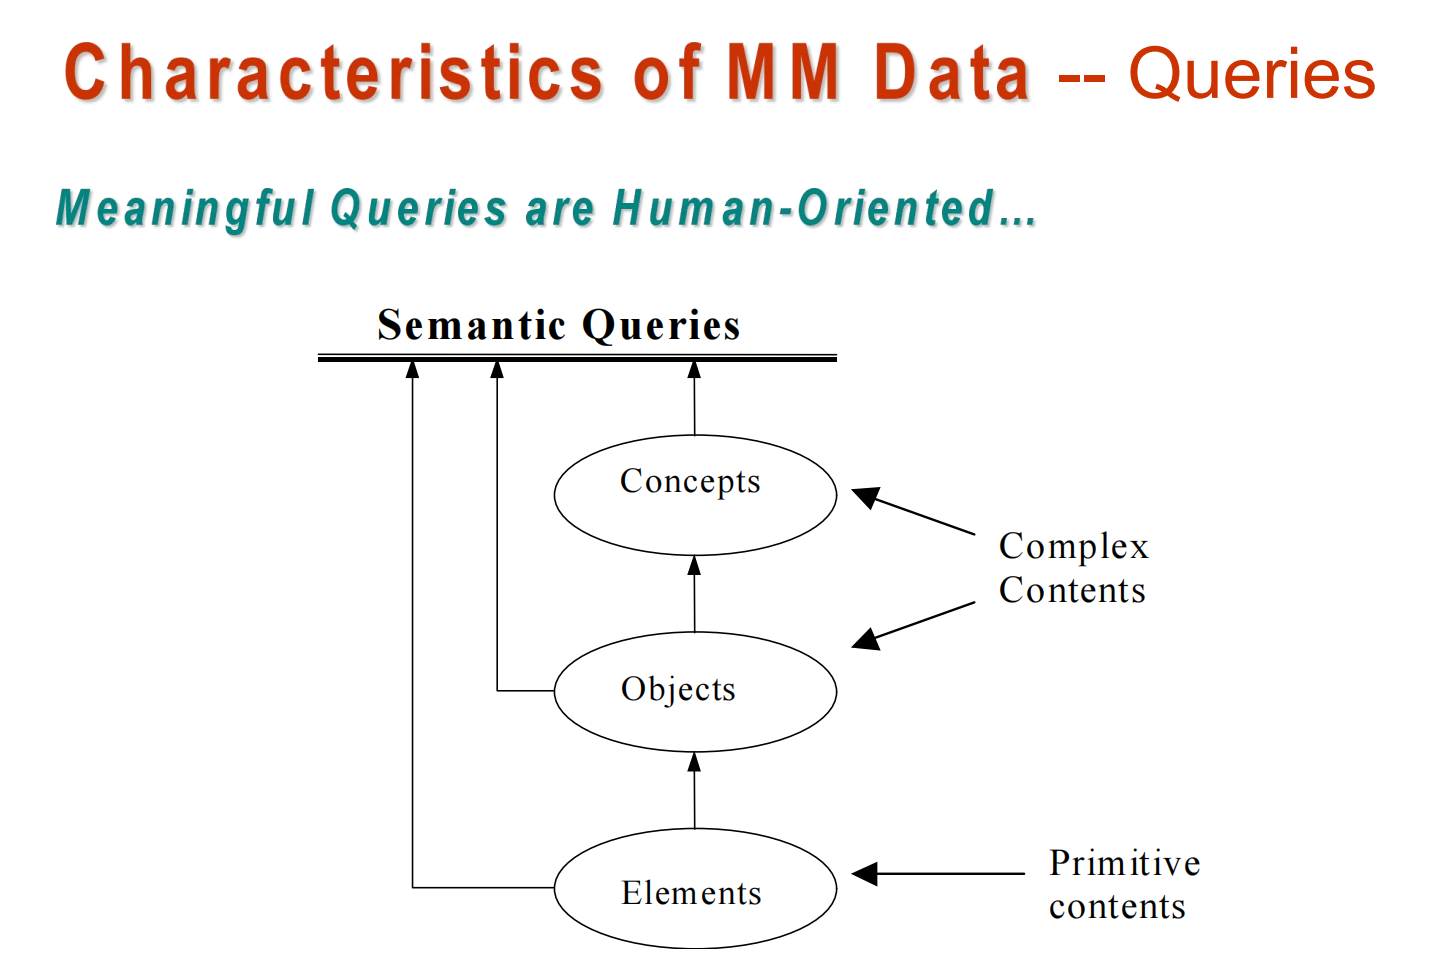 Characteristics of MM Data -- Queries
Meaningful Queries are Human-Oriented...
Semantic Queries
Concepts
Complex
Contents
Objects
Elements
Primitive
contents